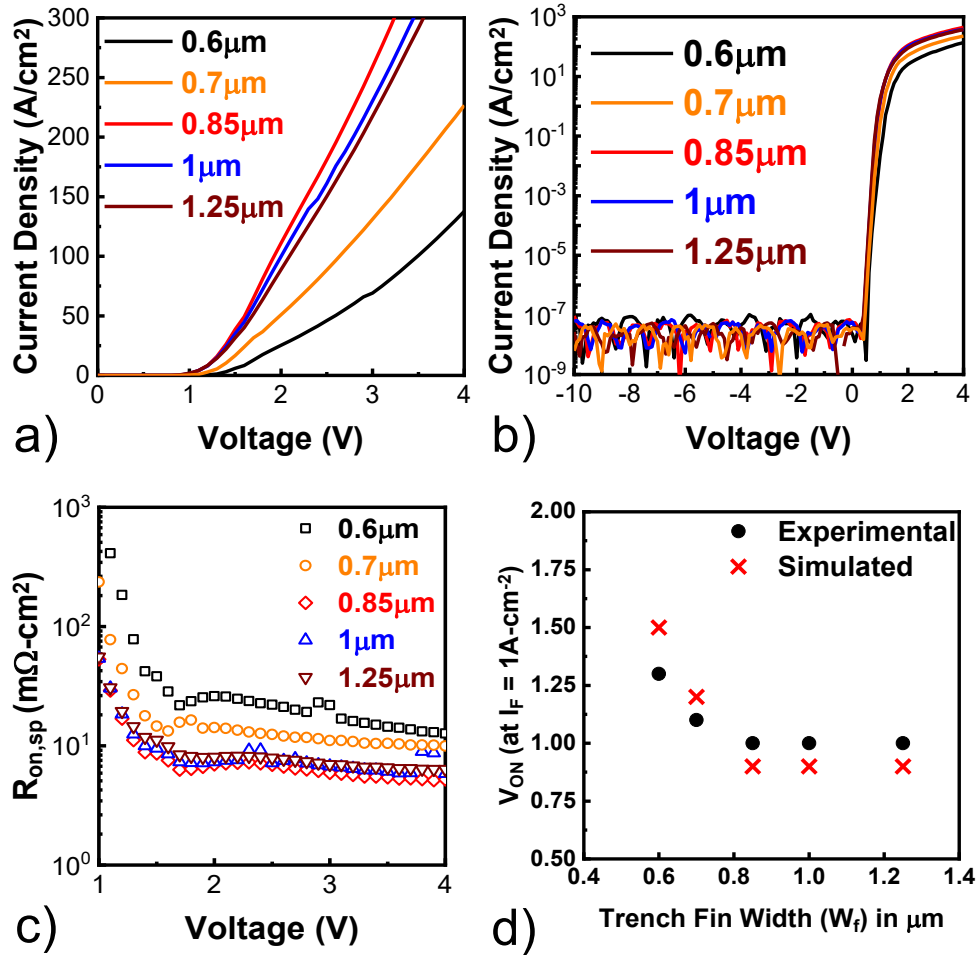 300
250
200
150
100
50
0
Current Density (A/cm²)
0.6μm
0.7μm
0.85μm
1μm
1.25μm
0 1 2 3 4
Voltage (V)
a)
10³
10¹
10⁻¹
10⁻³
10⁻⁵
10⁻⁷
10⁻⁹
Current Density (A/cm²)
0.6μm
0.7μm
0.85μm
1μm
1.25μm
-10 -8 -6 -4 -2 0 2 4
Voltage (V)
b)
10³
10²
10¹
10⁰
Ron,sp (mΩ-cm²)
0.6μm
0.7μm
0.85μm
1μm
1.25μm
1 2 3 4
Voltage (V)
c)
2.00
1.75
1.50
1.25
1.00
0.75
0.50
VON (at IF = 1A-cm-2)
Experimental
Simulated
0.4 0.6 0.8 1.0 1.2 1.4
Trench Fin Width (Wf) in μm
d)